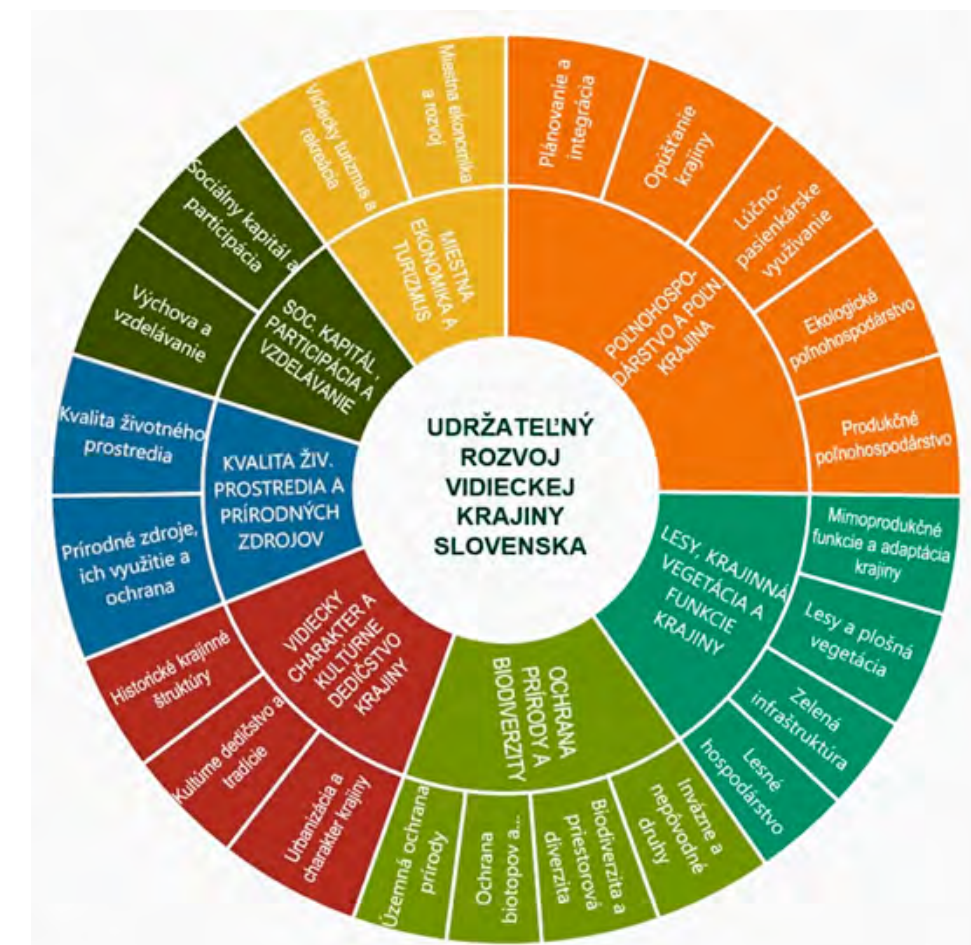 UDRŽATEĽNÝ
ROZVOJ
VIDIECKEJ
KRAJINY
SLOVENSKA
POĽNOHOSPO-
DÁRSTVO A POĽN.
KRAJINA
Plánovanie a
integrácia
Opúšťanie
krajiny
Lúčno-
pasienkárske
využívanie
Ekologické
poľnohospodárstvo
Produkčné
poľnohospodárstvo
LESY, KRAJINNÁ
VEGETÁCIA A
FUNKCIE
KRAJINY
Mimoprodukčné
funkcie a adaptácia
krajiny
Lesy a plošná
vegetácia
Zelená
infraštruktúra
Lesné
hospodárstvo
OCHRANA
PRÍRODY A
BIODIVERZITY
Invázne a
nepôvodné
druhy
Biodiverzita a
priestorová
diverzita
Ochrana
biotopov a...
Územná ochrana
prírody
VIDIECKY
CHARAKTER A
KULTÚRNE
DEDIČSTVO
KRAJINY
Urbanizácia a
charakter krajiny
Kultúrne dedičstvo a
tradície
Historické krajinné
štruktúry
KVALITA ŽIV.
PROSTREDIA A
PRÍRODNÝCH
ZDROJOV
Prírodné zdroje,
ich využitie a
ochrana
Kvalita životného
prostredia
SOC. KAPITÁL,
PARTICIPÁCIA A
VZDELÁVANIE
Výchova a
vzdelávanie
Sociálny kapitál a
participácia
MIESTNA
EKONOMIKA A
TURIZMUS
Vidiecky turizmus a
rekreácia
Miestna ekonomika
a rozvoj